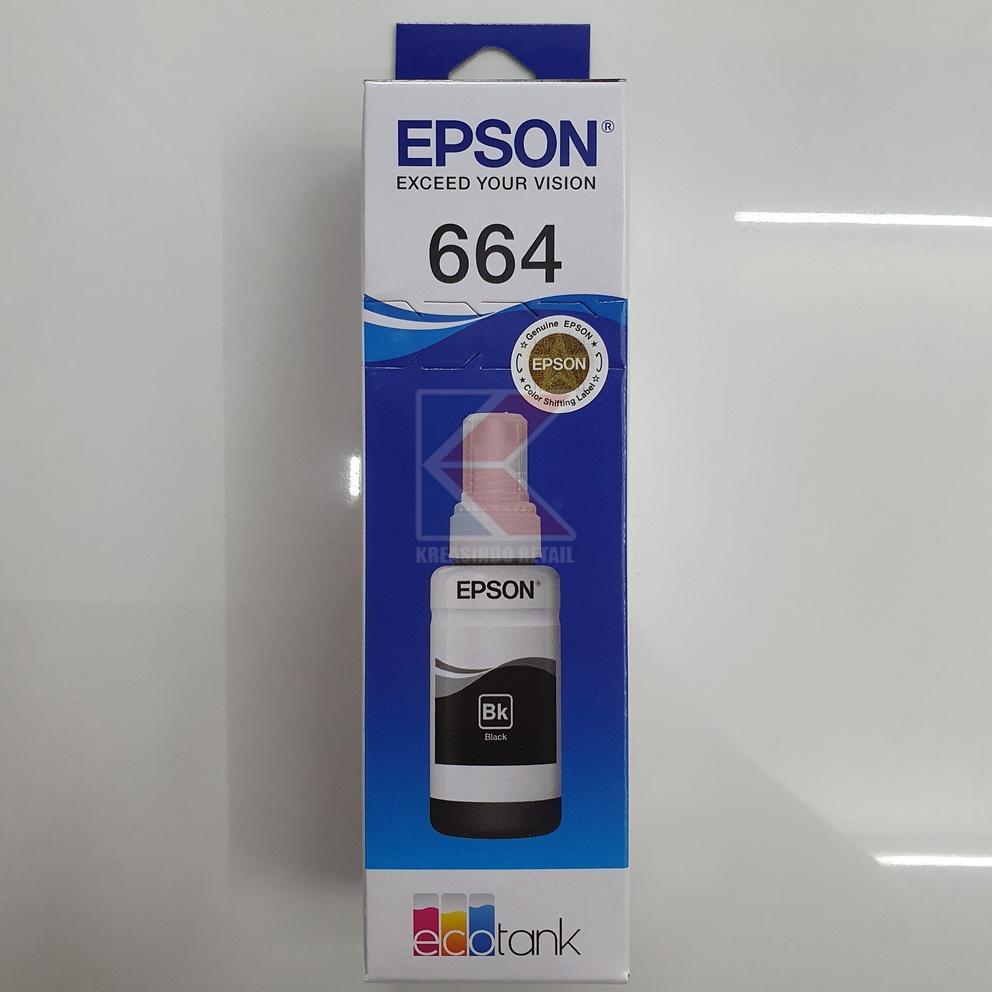 EPSON®
EXCEED YOUR VISION
664
Genuine EPSON
EPSON
Color Shifting Label
KREASINDO RETAIL
EPSON®
Bk
Black
ecotank